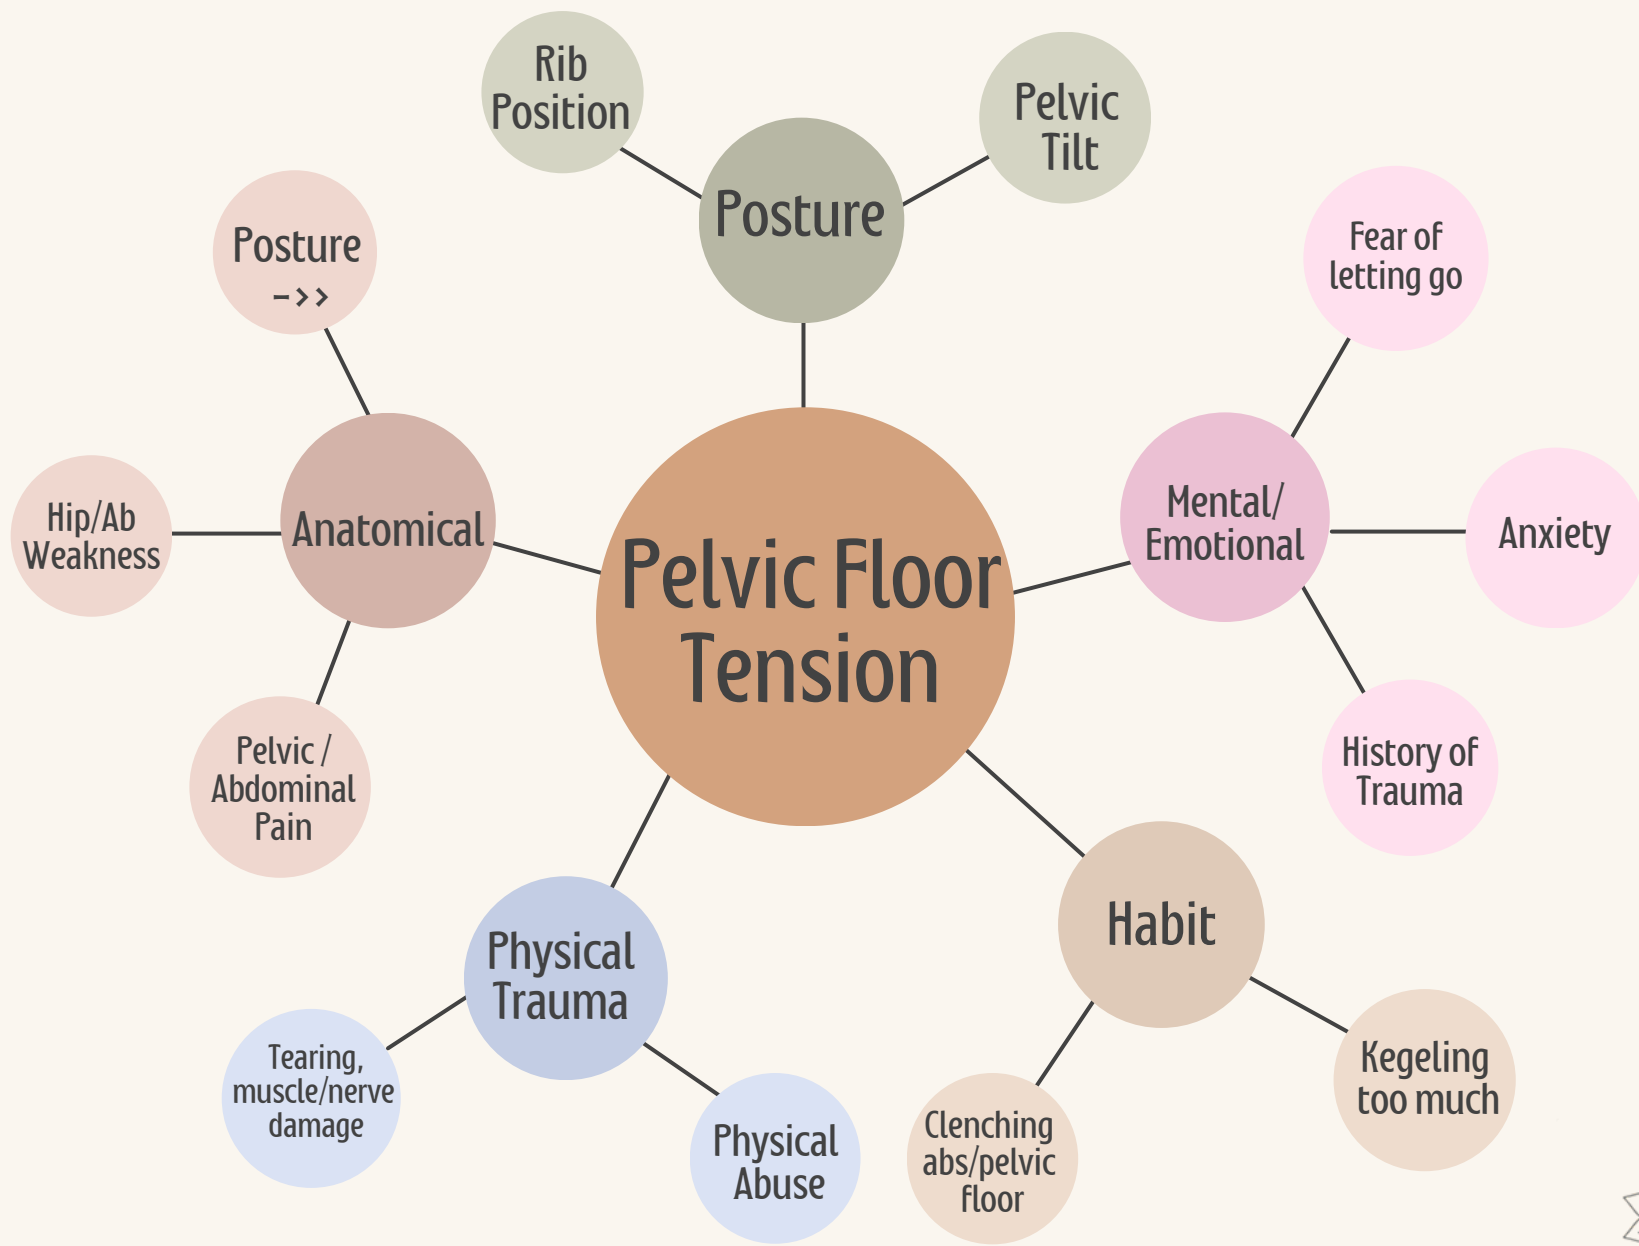 Rib
Position
Pelvic
Tilt
Posture
Posture
–>>
Fear of
letting go
Anatomical
Hip/Ab
Weakness
Pelvic /
Abdominal
Pain
Pelvic Floor
Tension
Mental/
Emotional
Anxiety
History of
Trauma
Physical
Trauma
Tearing,
muscle/nerve
damage
Physical
Abuse
Habit
Clenching
abs/pelvic
floor
Kegeling
too much